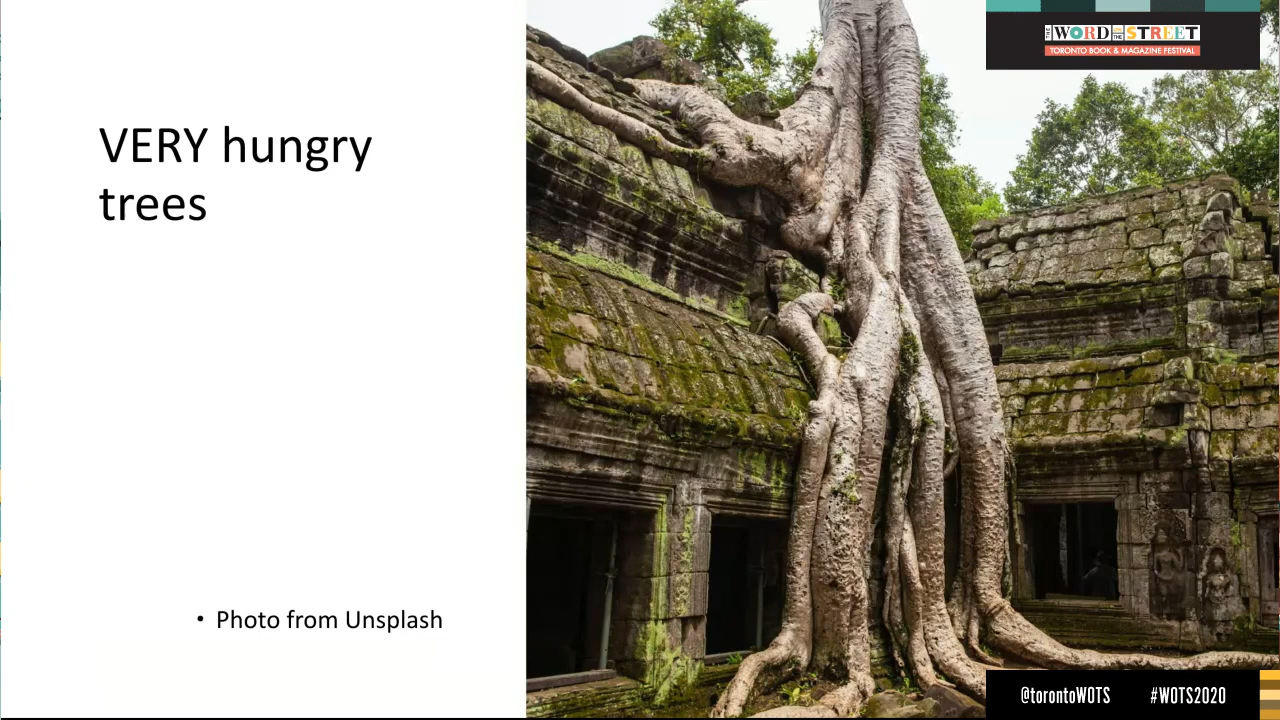 VERY hungry
trees
• Photo from Unsplash
THE WORD ON THE STREET
TORONTO BOOK & MAGAZINE FESTIVAL
@torontoWOTS #WOTS2020